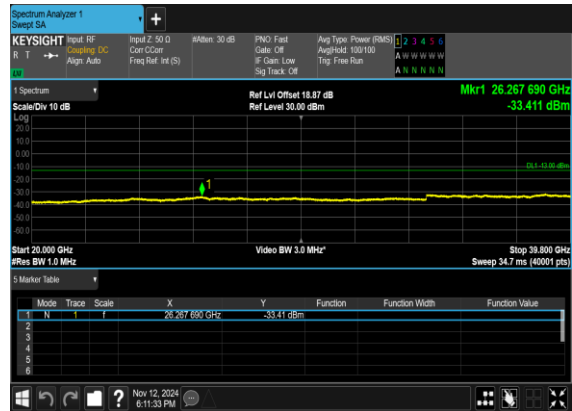 Spectrum Analyzer 1
Swept SA
+
KEYSIGHT
R T
Input: RF
Coupling: DC
Align: Auto
Input Z: 50 Ω
Corr CCorr
Freq Ref: Int (S)
#Atten: 30 dB
PNO: Fast
Gate: Off
IF Gain: Low
Sig Track: Off
Avg Type: Power (RMS)
Avg|Hold: 100/100
Trig: Free Run
1 2 3 4 5 6
A W W W W W
A N N N N N
1 Spectrum
Scale/Div 10 dB
Log
Ref Lvl Offset 18.87 dB
Ref Level 30.00 dBm
Mkr1 26.267 690 GHz
-33.411 dBm
20.0
10.0
0.00
-10.0
-20.0
-30.0
-40.0
-50.0
-60.0
DL1 -13.00 dBm
1
Start 20.000 GHz
#Res BW 1.0 MHz
Video BW 3.0 MHz*
Stop 39.800 GHz
Sweep 34.7 ms (40001 pts)
5 Marker Table
Mode Trace Scale X Y Function Function Width Function Value
1 N 1 f 26.267 690 GHz -33.41 dBm
2
3
4
5
6
?
Nov 12, 2024
6:11:33 PM